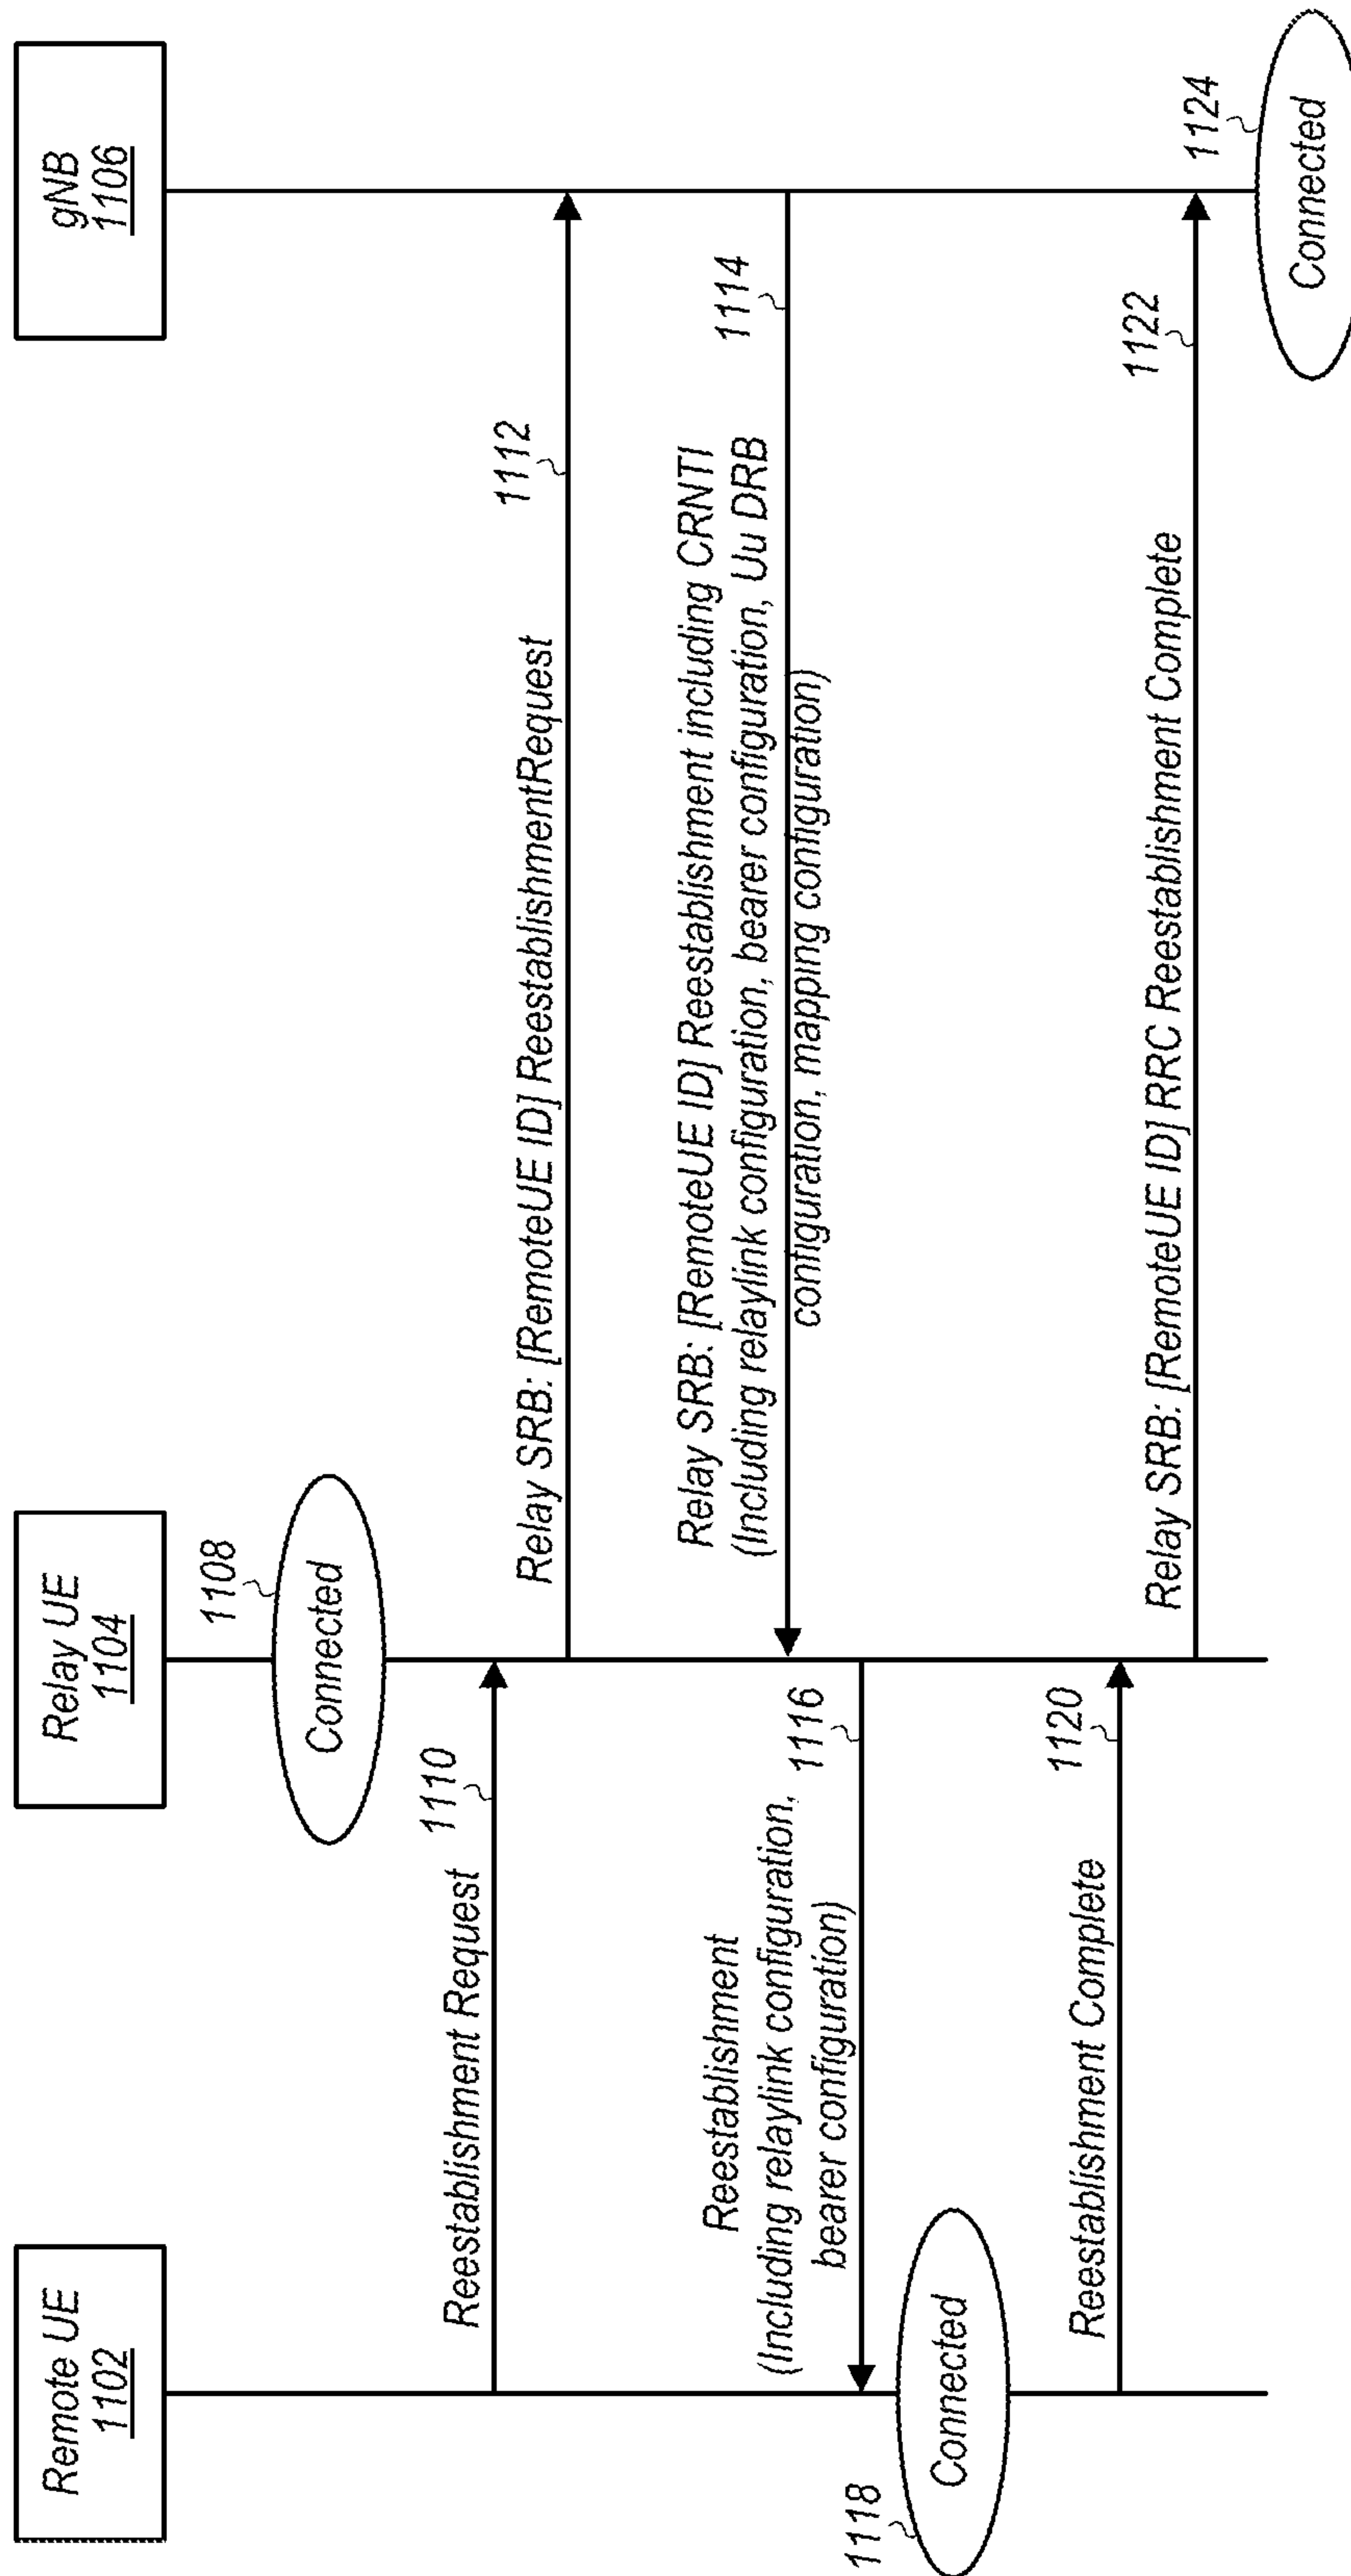 Remote UE
1102
Relay UE
1104
gNB
1106
1108
Connected
1110
Reestablishment Request
1112
Relay SRB: [RemoteUE ID] ReestablishmentRequest
1114
Relay SRB: [RemoteUE ID] Reestablishment including CRNTI
(Including relaylink configuration, bearer configuration, Uu DRB
configuration, mapping configuration)
1116
Reestablishment
(Including relaylink configuration,
bearer configuration)
1118
Connected
1120
Reestablishment Complete
1122
Relay SRB: [RemoteUE ID] RRC Reestablishment Complete
1124
Connected